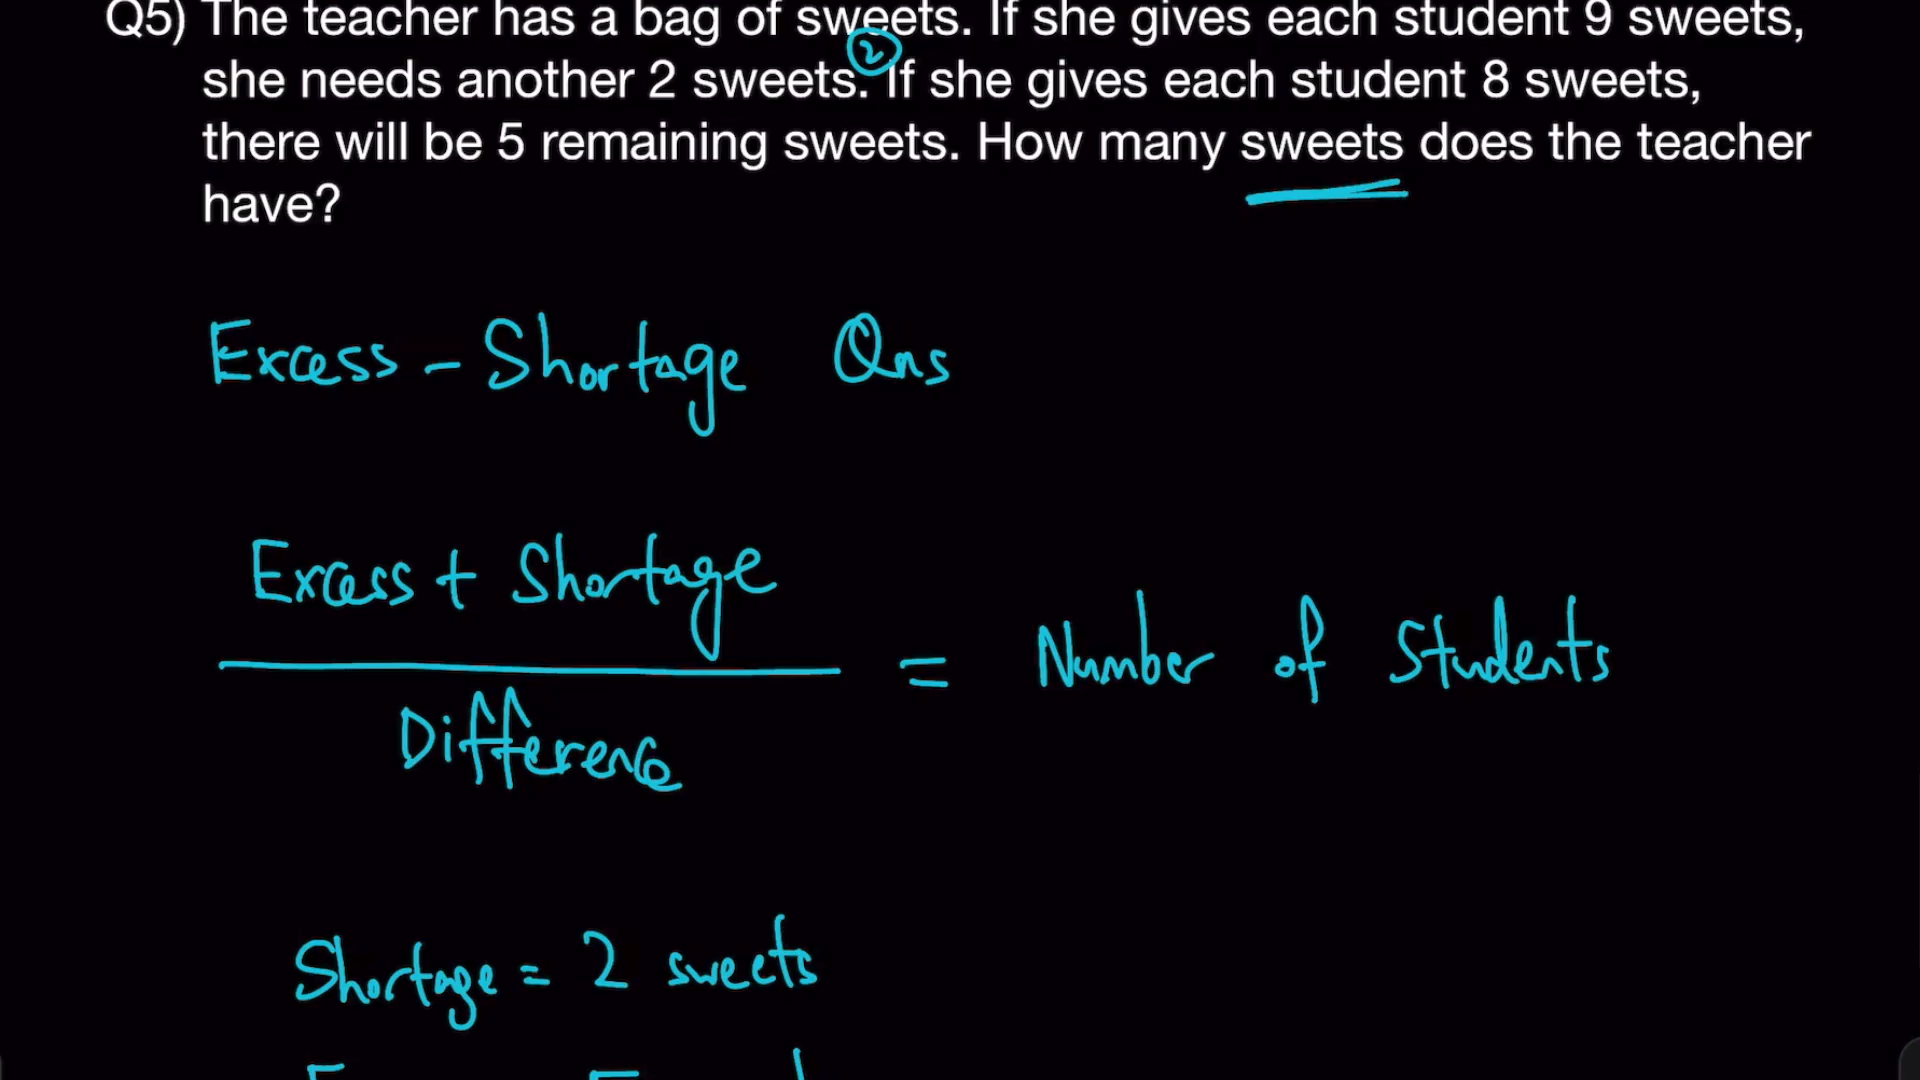 Q5) The teacher has a bag of sweets. If she gives each student 9 sweets,
she needs another 2 sweets. ② If she gives each student 8 sweets,
there will be 5 remaining sweets. How many sweets does the teacher
have?
Excess - Shortage Qns
Excess + Shortage
= Number of Students
Difference
Shortage = 2 sweets